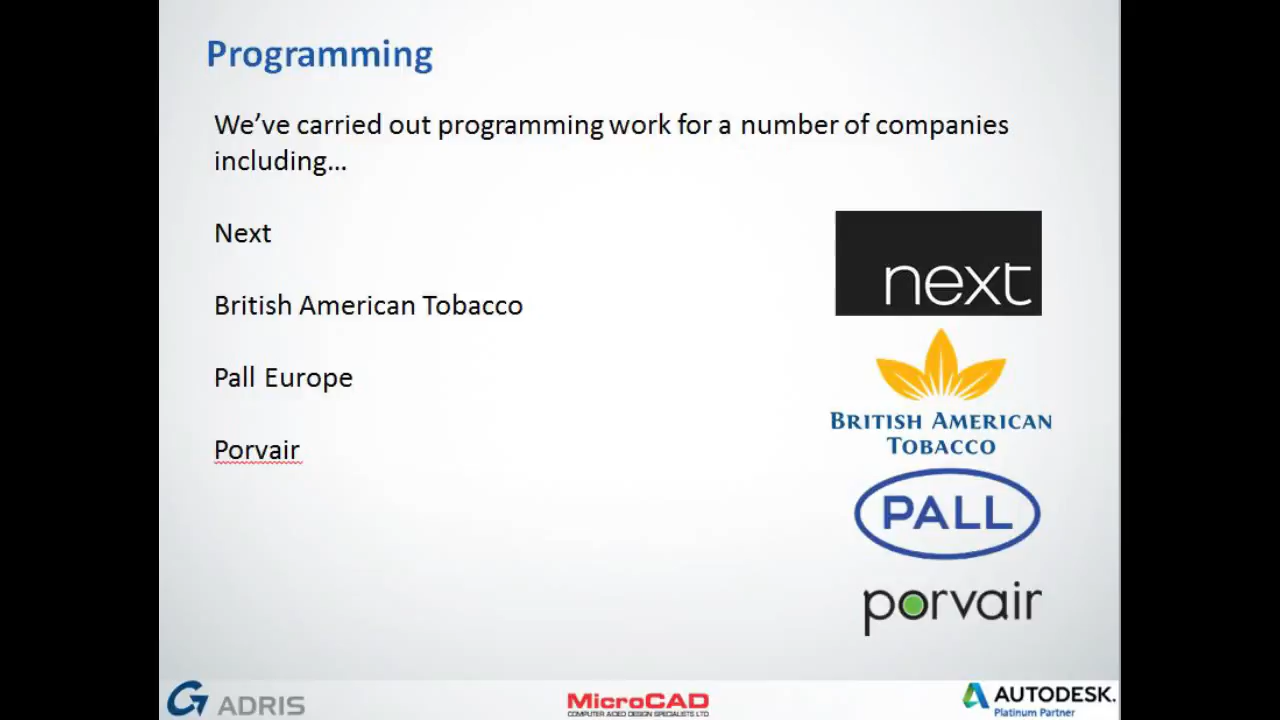 Programming
We’ve carried out programming work for a number of companies
including…
Next
British American Tobacco
Pall Europe
Porvair
next
BRITISH AMERICAN
TOBACCO
PALL
porvair
ADRIS
MicroCAD
COMPUTER AIDED DESIGN SPECIALISTS LTD
AUTODESK.
Platinum Partner